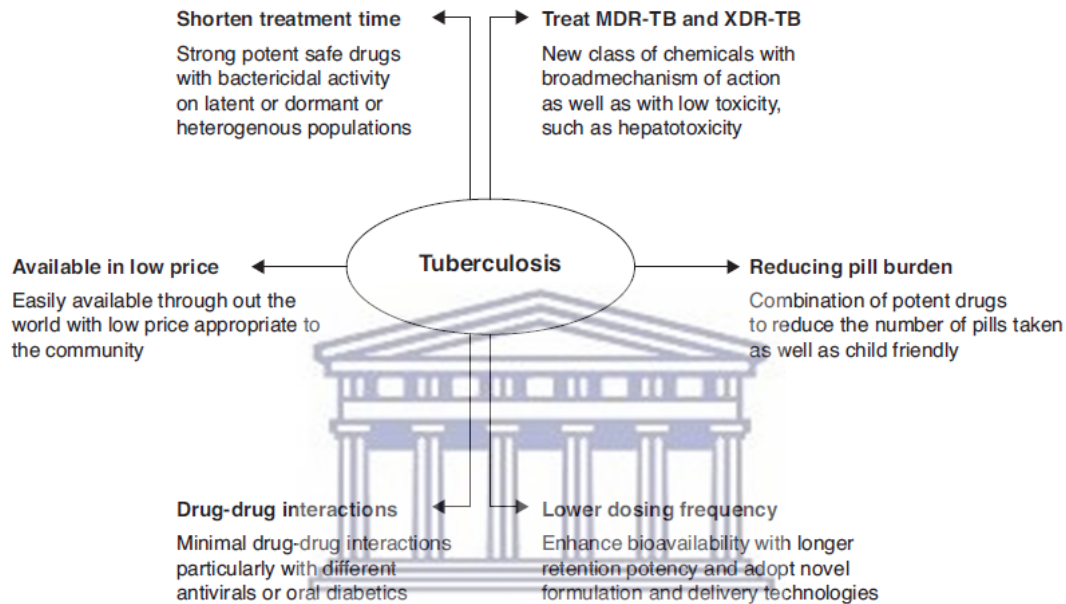 Shorten treatment time
Strong potent safe drugs
with bactericidal activity
on latent or dormant or
heterogenous populations
Treat MDR-TB and XDR-TB
New class of chemicals with
broadmechanism of action
as well as with low toxicity,
such as hepatotoxicity
Available in low price
Easily available through out the
world with low price appropriate to
the community
Tuberculosis
Reducing pill burden
Combination of potent drugs
to reduce the number of pills taken
as well as child friendly
Drug-drug interactions
Minimal drug-drug interactions
particularly with different
antivirals or oral diabetics
Lower dosing frequency
Enhance bioavailability with longer
retention potency and adopt novel
formulation and delivery technologies